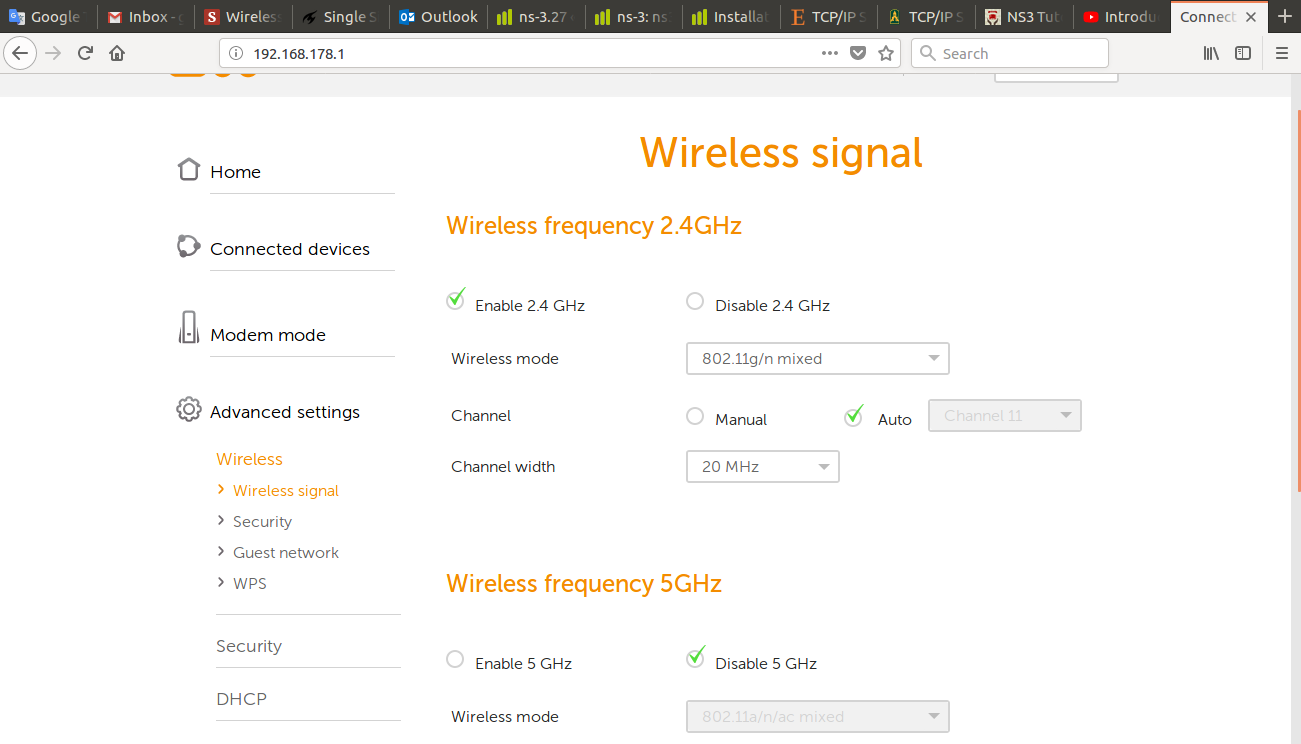 Google
Inbox - g
Wireless
Single S
Outlook
ns-3.27
ns-3: ns
Installat
TCP/IP S
TCP/IP S
NS3 Tut
Introdu
Connect
192.168.178.1
Search
Wireless signal
Home
Connected devices
Modem mode
Advanced settings
Wireless
Wireless signal
Security
Guest network
WPS
Security
DHCP
Wireless frequency 2.4GHz
Enable 2.4 GHz Disable 2.4 GHz
Wireless mode 802.11g/n mixed
Channel Manual Auto Channel 11
Channel width 20 MHz
Wireless frequency 5GHz
Enable 5 GHz Disable 5 GHz
Wireless mode 802.11a/n/ac mixed